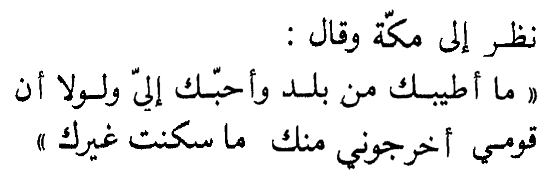 نظر إلى مكّة وقال :
« ما أطيبك من بلد وأحبّك إليّ ولولا أن
قومي أخرجوني منك ما سكنت غيرك »